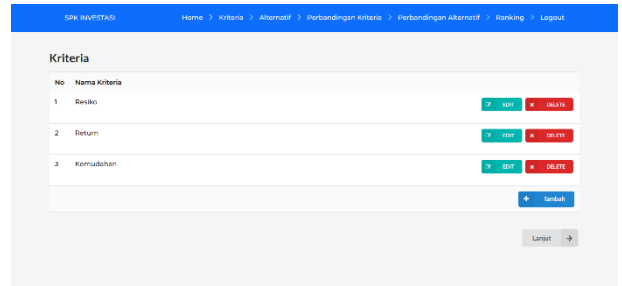 SPK INVESTASI Home > Kriteria > Alternatif > Perbandingan Kriteria > Perbandingan Alternatif > Ranking > Logout
Kriteria
No Nama Kriteria
1 Resiko EDIT DELETE
2 Return EDIT DELETE
3 Kemudahan EDIT DELETE
+ Tambah
Lanjut →